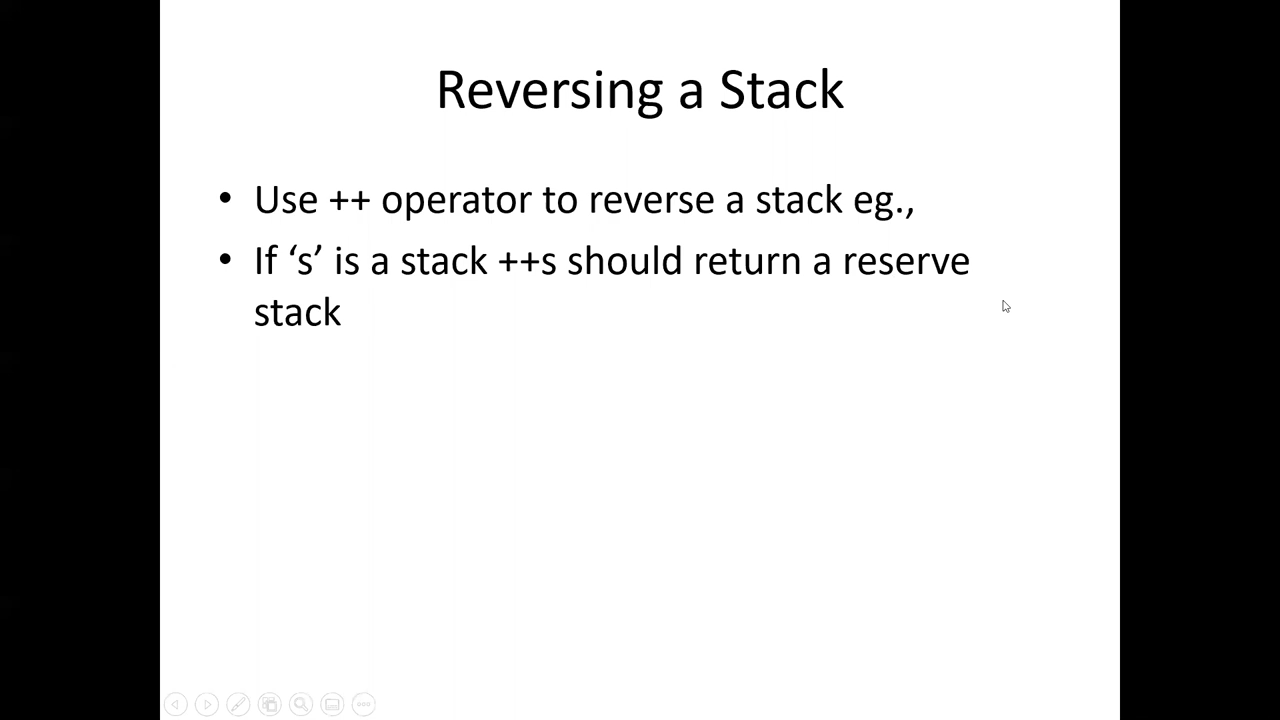 Reversing a Stack
• Use ++ operator to reverse a stack eg.,
• If ‘s’ is a stack ++s should return a reserve
stack